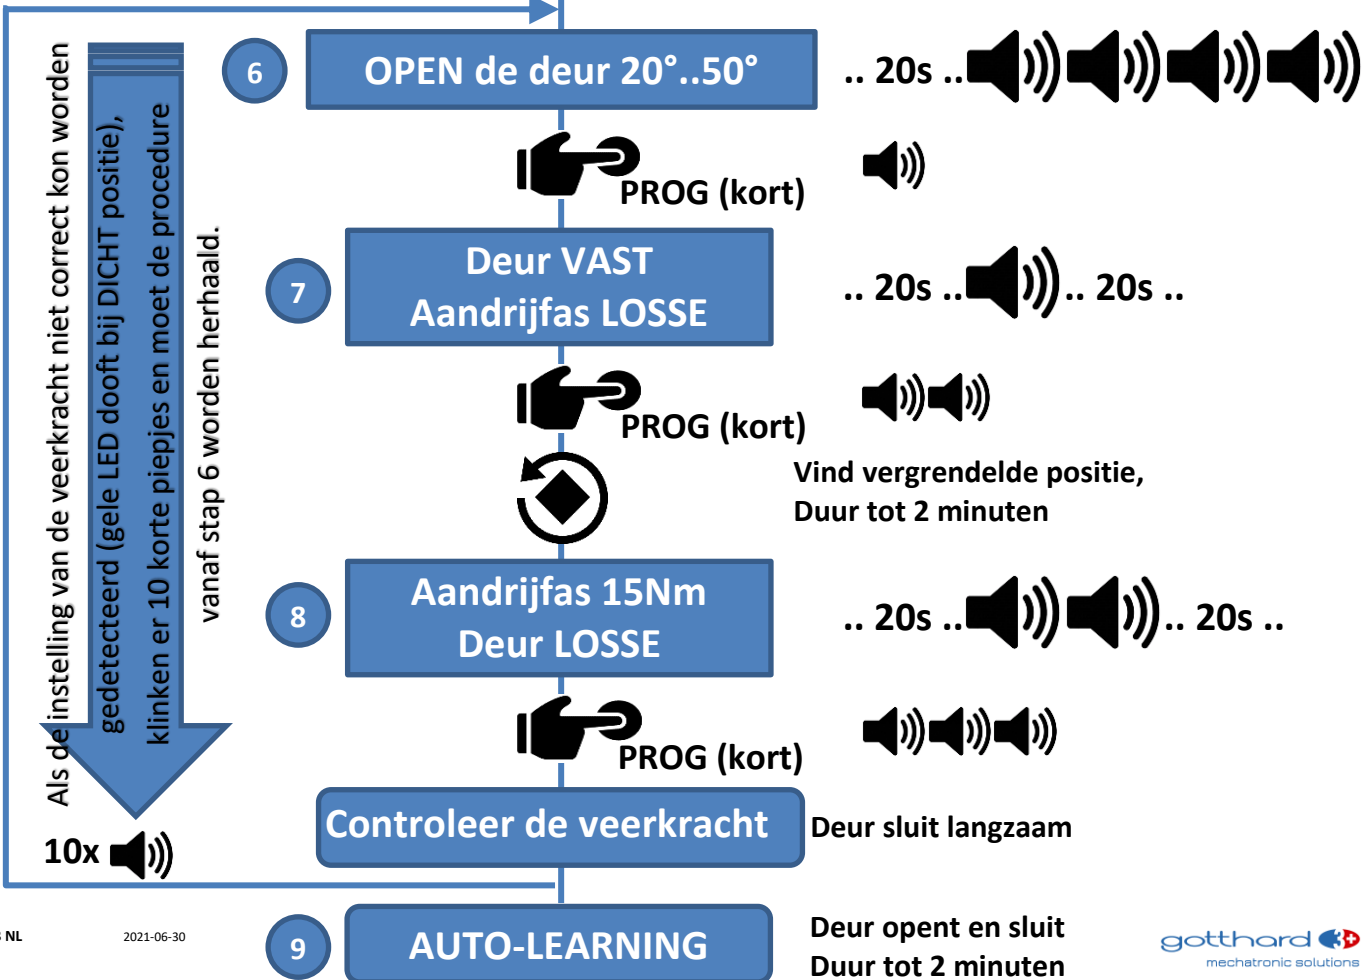 Als de instelling van de veerkracht niet correct kon worden
gedetecteerd (gele LED dooft bij DICHT positie),
klinken er 10 korte piepjes en moet de procedure
vanaf stap 6 worden herhaald.
10x
6
OPEN de deur 20°..50°
.. 20s ..
PROG (kort)
7
Deur VAST
Aandrijfas LOSSE
.. 20s .. .. 20s ..
PROG (kort)
Vind vergrendelde positie,
Duur tot 2 minuten
8
Aandrijfas 15Nm
Deur LOSSE
.. 20s .. .. 20s ..
PROG (kort)
Controleer de veerkracht
Deur sluit langzaam
9
AUTO-LEARNING
Deur opent en sluit
Duur tot 2 minuten
NL
2021-06-30
gotthard 3
mechatronic solutions